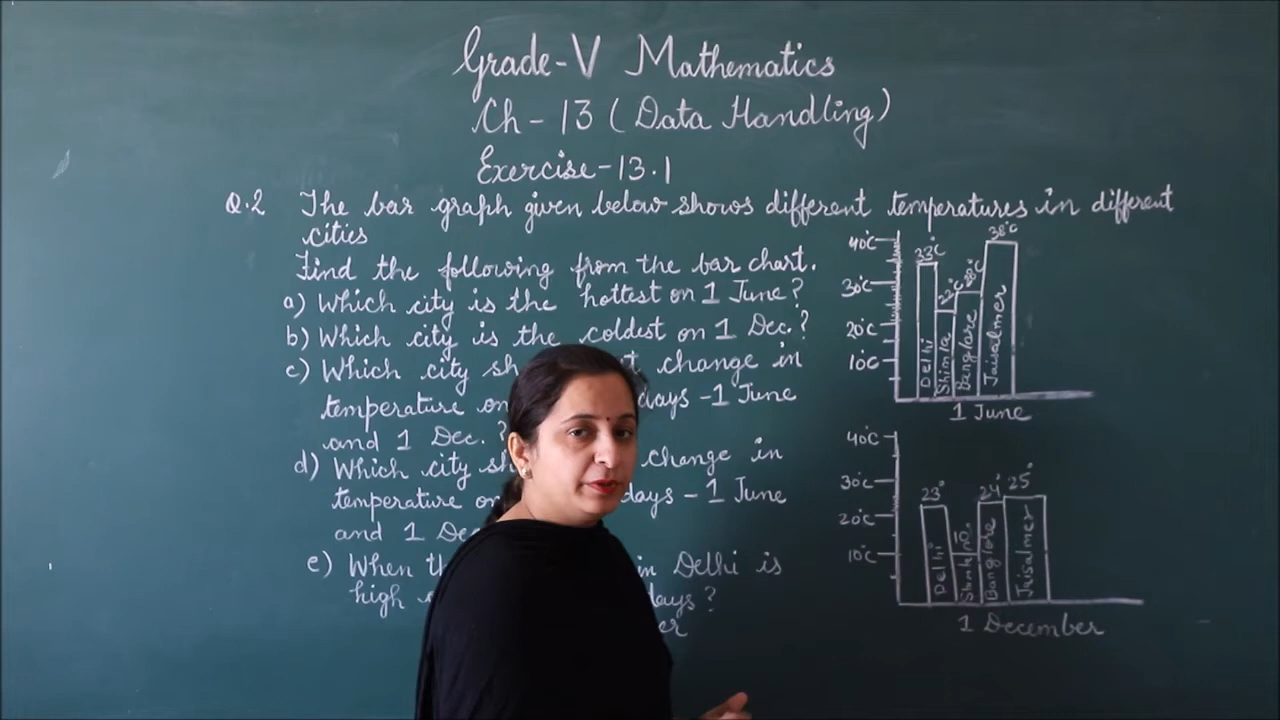 Grade-V Mathematics
Ch-13 (Data Handling)
Exercise-13.1
Q.2 The bar graph given below shows different temperatures in different
cities
Find the following from the bar chart.
a) Which city is the hottest on 1 June?
b) Which city is the coldest on 1 Dec.?
c) Which city change in
temperature days -1 June
and 1 Dec. ?
d) Which city change in
temperature days - 1 June
and 1
e) When in Delhi is
high days?
40°C
30°C
20°C
10°C
23°C
22°C
28°C
38°C
Delhi
Shimla
Banglore
Jaisalmer
1 June
40°C
30°C
20°C
10°C
23°
10°
24°
25°
Delhi
Shimla
Banglore
Jaisalmer
1 December